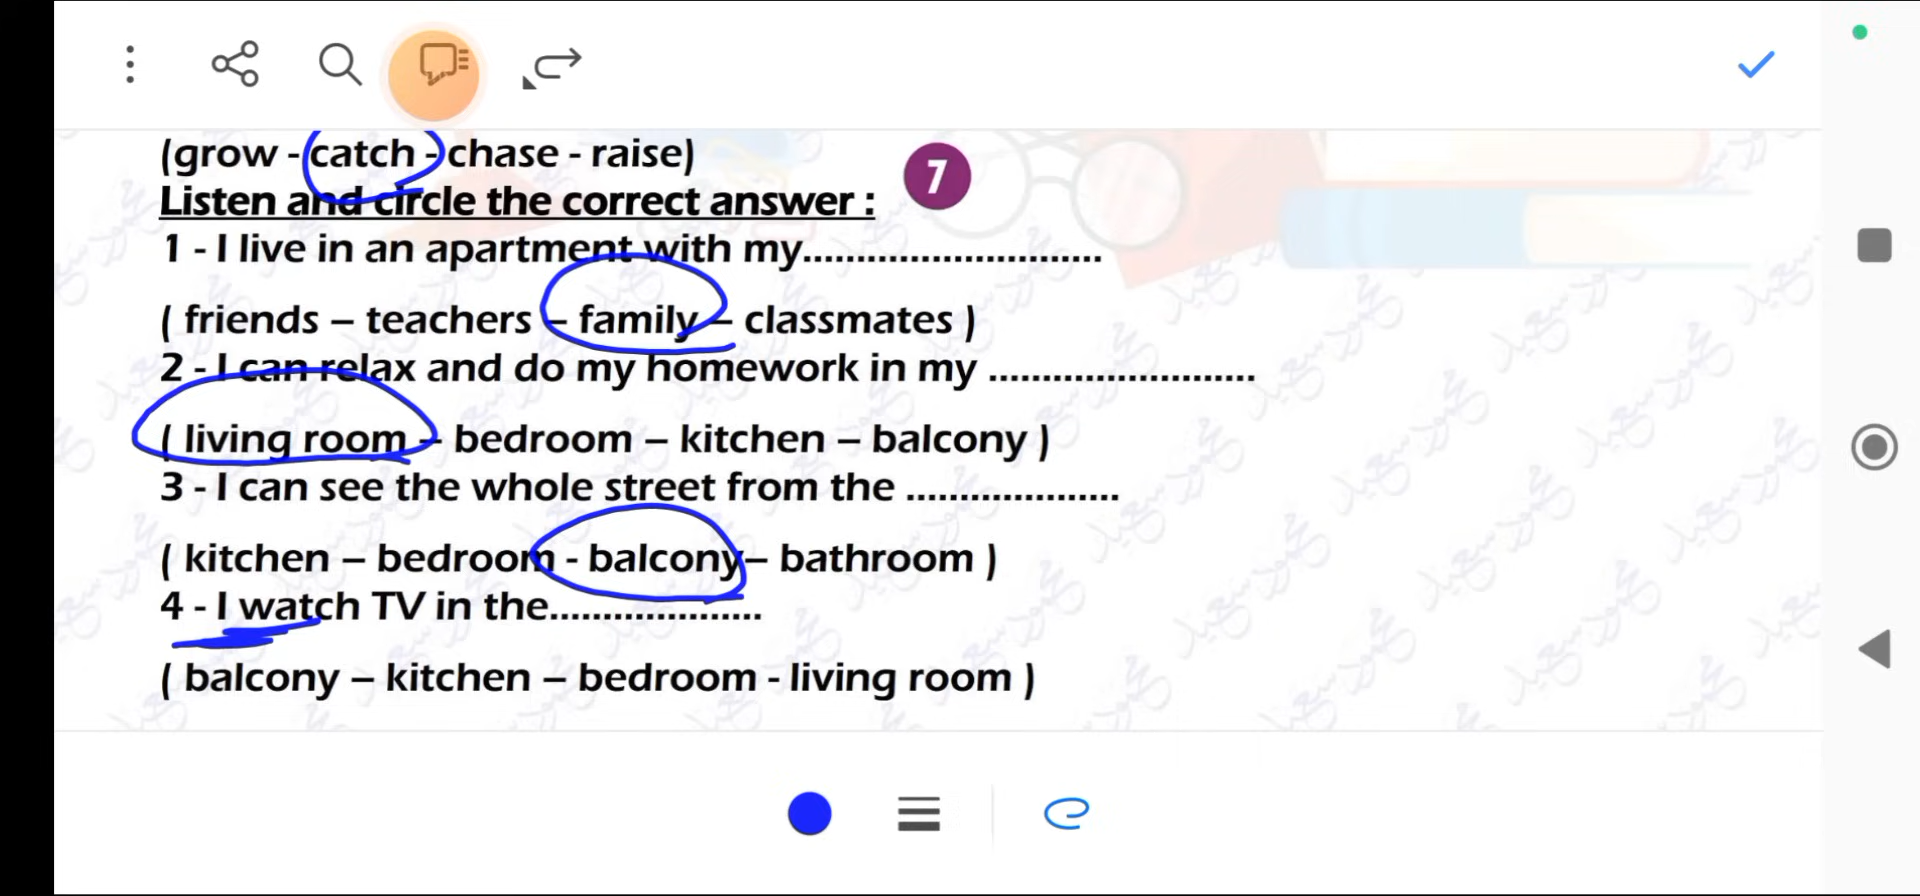 (grow - catch - chase - raise)
Listen and circle the correct answer :
7
1 - I live in an apartment with my............................
( friends – teachers – family – classmates )
2 - I can relax and do my homework in my .........................
( living room – bedroom – kitchen – balcony )
3 - I can see the whole street from the ....................
( kitchen – bedroom - balcony– bathroom )
4 - I watch TV in the....................
( balcony – kitchen – bedroom - living room )